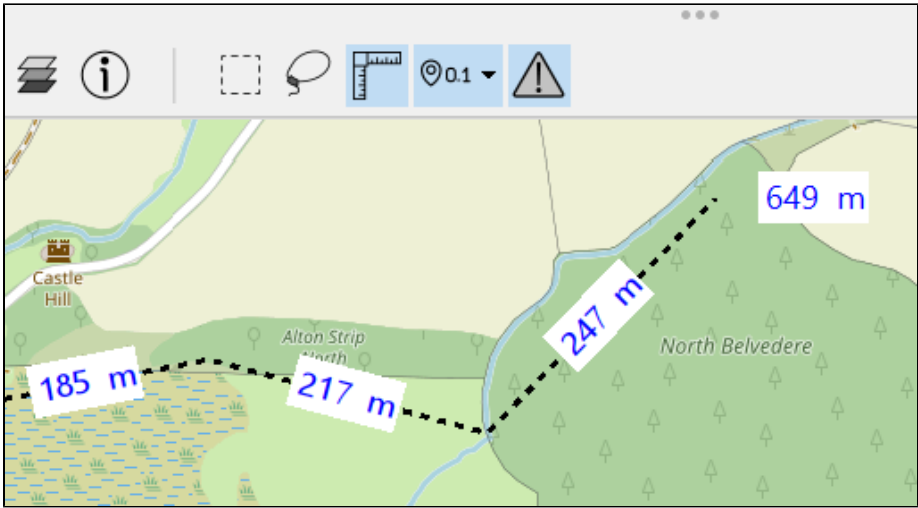 0.1
649 m
Castle
Hill
Alton Strip
North
247 m
North Belvedere
185 m
217 m